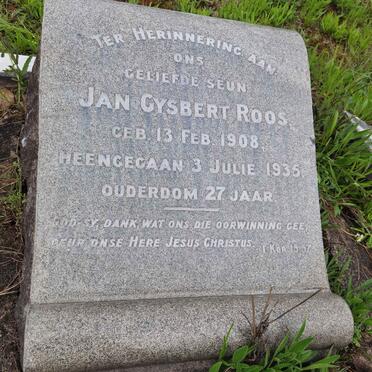 TER HERINNERING AAN
ONS
GELIEFDE SEUN
JAN GYSBERT ROOS.
GEB. 13 FEB. 1908.
HEENGEGAAN 3 JULIE 1935,
OUDERDOM 27 JAAR.
GOD SY, DANK, WAT ONS DIE OORWINNING GEE,
DEUR ONSE HERE JESUS CHRISTUS. 1 KOR. 15:57.